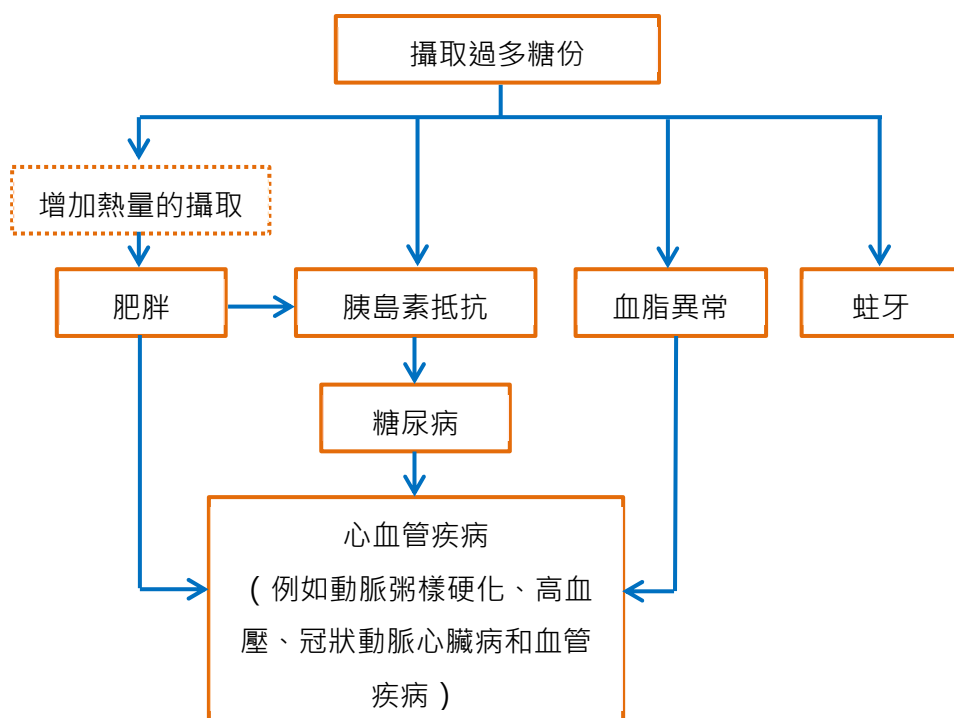 攝取過多糖份
增加熱量的攝取
肥胖
胰島素抵抗
血脂異常
蛀牙
糖尿病
心血管疾病
（例如動脈粥樣硬化、高血
壓、冠狀動脈心臟病和血管
疾病）